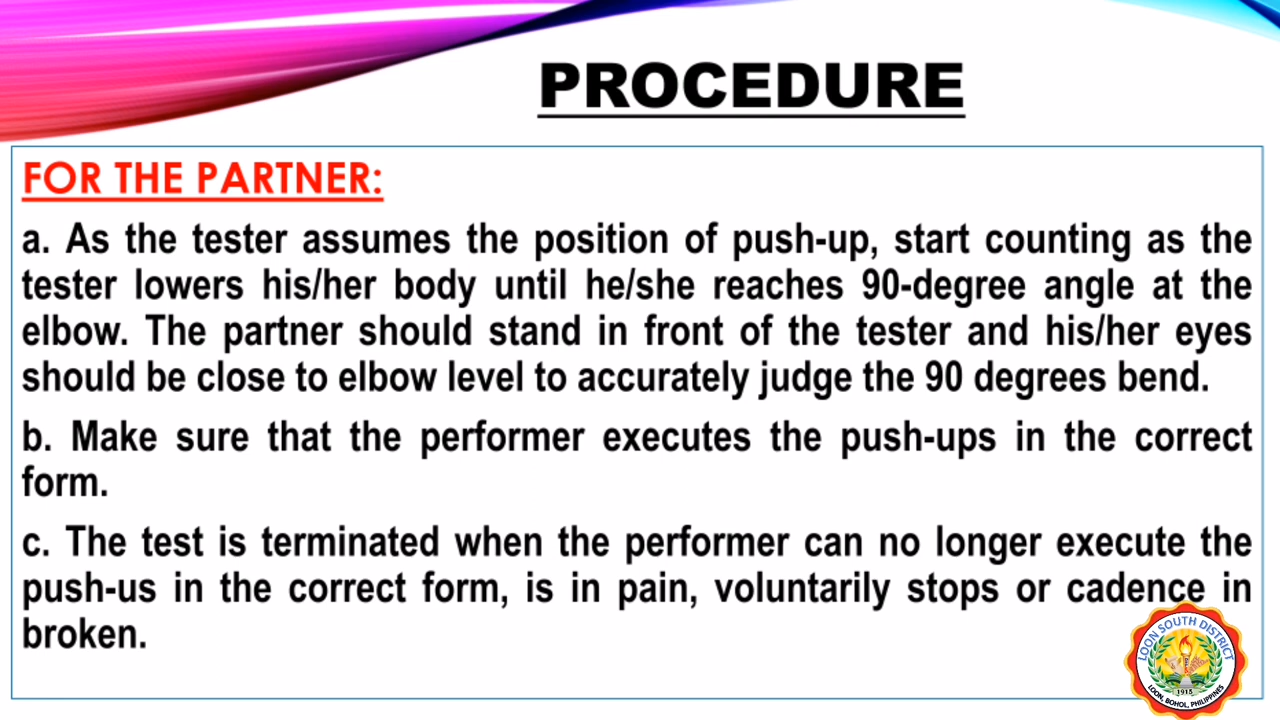 PROCEDURE
FOR THE PARTNER:
a. As the tester assumes the position of push-up, start counting as the
tester lowers his/her body until he/she reaches 90-degree angle at the
elbow. The partner should stand in front of the tester and his/her eyes
should be close to elbow level to accurately judge the 90 degrees bend.
b. Make sure that the performer executes the push-ups in the correct
form.
c. The test is terminated when the performer can no longer execute the
push-us in the correct form, is in pain, voluntarily stops or cadence in
broken.
LOON SOUTH DISTRICT
1915
LOON, BOHOL, PHILIPPINES